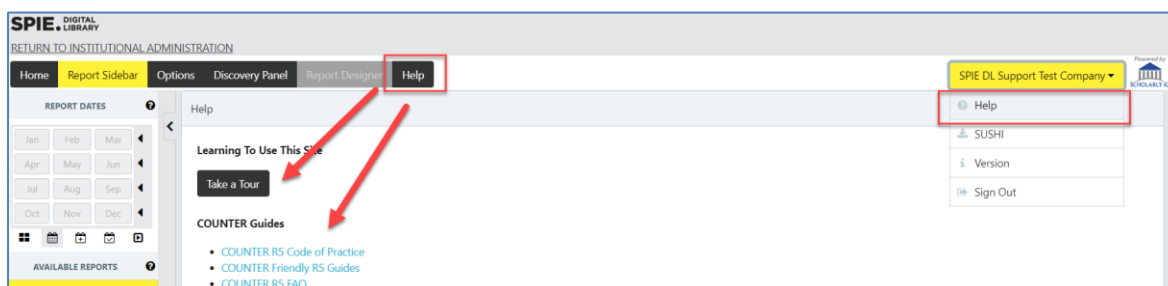 SPIE. DIGITAL LIBRARY
RETURN TO INSTITUTIONAL ADMINISTRATION
Home Report Sidebar Options Discovery Panel Report Designer Help
SPIE DL Support Test Company
Powered by
SCHOLARLY
REPORT DATES
Help
Help
Jan Feb Mar
Learning To Use This Site
SUSHI
Apr May Jun
Version
Jul Aug Sep
Take a Tour
Sign Out
Oct Nov Dec
COUNTER Guides
COUNTER R5 Code of Practice
AVAILABLE REPORTS
COUNTER Friendly R5 Guides
COUNTER R5 FAQ